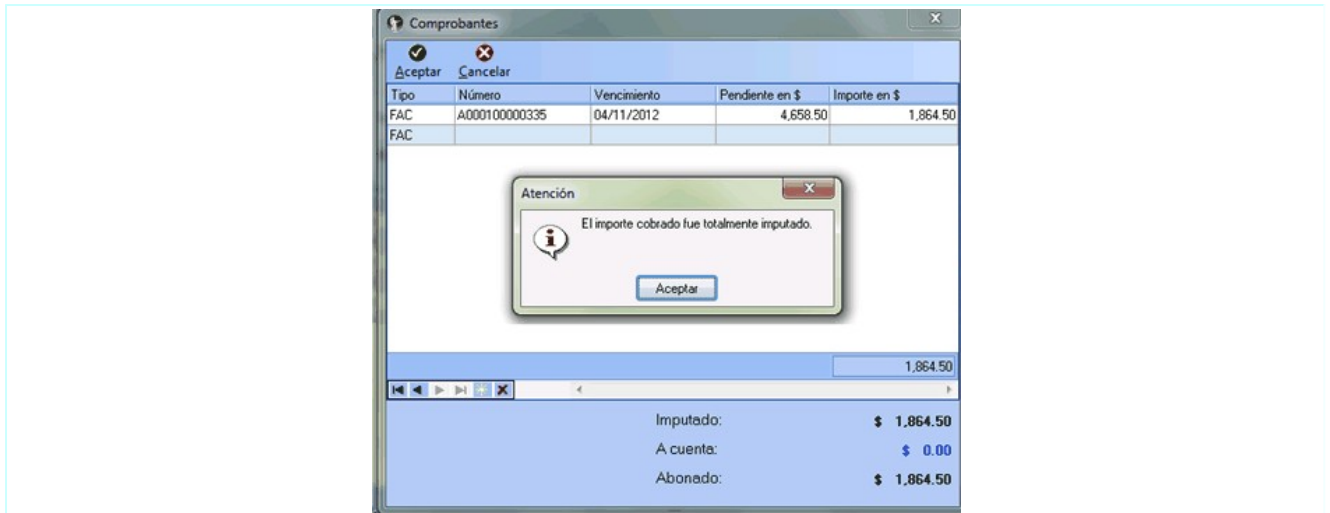 Comprobantes
Aceptar Cancelar
Tipo Número Vencimiento Pendiente en $ Importe en $
FAC A000100000335 04/11/2012 4,658.50 1,864.50
FAC
Atención
El importe cobrado fue totalmente imputado.
Aceptar
1,864.50
Imputado: $ 1,864.50
A cuenta: $ 0.00
Abonado: $ 1,864.50